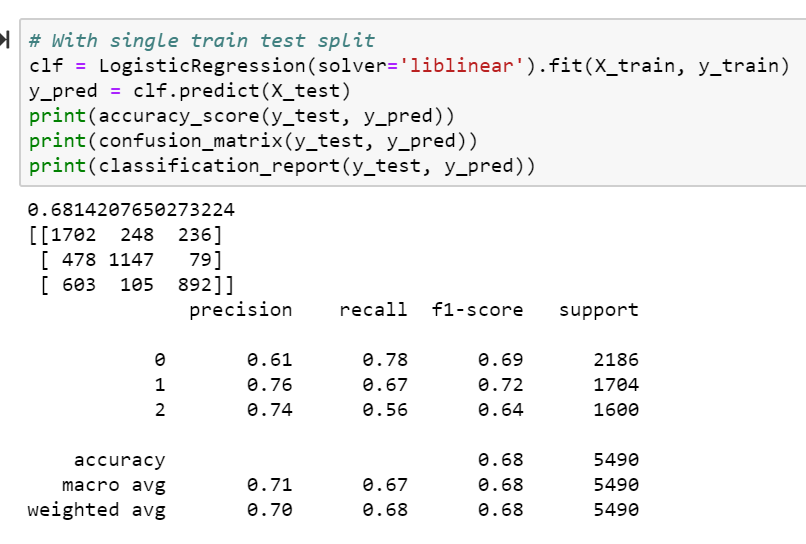 # With single train test split
clf = LogisticRegression(solver='liblinear').fit(X_train, y_train)
y_pred = clf.predict(X_test)
print(accuracy_score(y_test, y_pred))
print(confusion_matrix(y_test, y_pred))
print(classification_report(y_test, y_pred))
0.6814207650273224
[[1702  248  236]
 [ 478 1147   79]
 [ 603  105  892]]
              precision    recall  f1-score   support
           0       0.61      0.78      0.69      2186
           1       0.76      0.67      0.72      1704
           2       0.74      0.56      0.64      1600
    accuracy                           0.68      5490
   macro avg       0.71      0.67      0.68      5490
weighted avg       0.70      0.68      0.68      5490